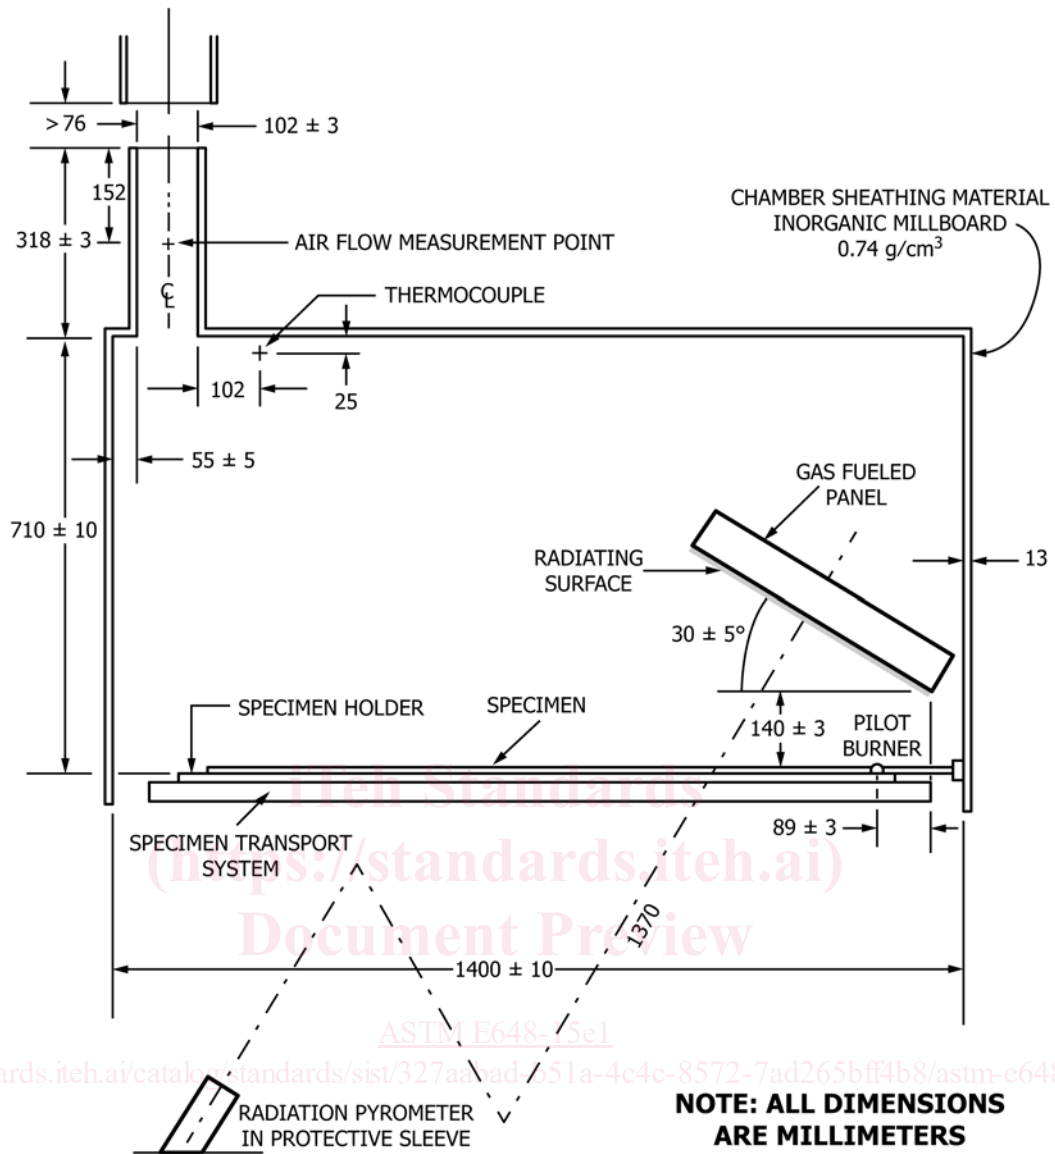 >76
102 ± 3
152
318 ± 3
AIR FLOW MEASUREMENT POINT
CHAMBER SHEATHING MATERIAL
INORGANIC MILLBOARD
0.74 g/cm³
℄
THERMOCOUPLE
102
25
55 ± 5
710 ± 10
GAS FUELED
PANEL
RADIATING
SURFACE
13
30 ± 5°
SPECIMEN HOLDER
SPECIMEN
140 ± 3
PILOT
BURNER
iTeh Standards
89 ± 3
SPECIMEN TRANSPORT
SYSTEM
(https://standards.iteh.ai)
Document Preview
1370
1400 ± 10
ASTM E648-15e1
ards.iteh.ai/catalog/standards/sist/327aabad-b51a-4c4c-8572-7ad265bff4b8/astm-e648
RADIATION PYROMETER
IN PROTECTIVE SLEEVE
NOTE: ALL DIMENSIONS
ARE MILLIMETERS